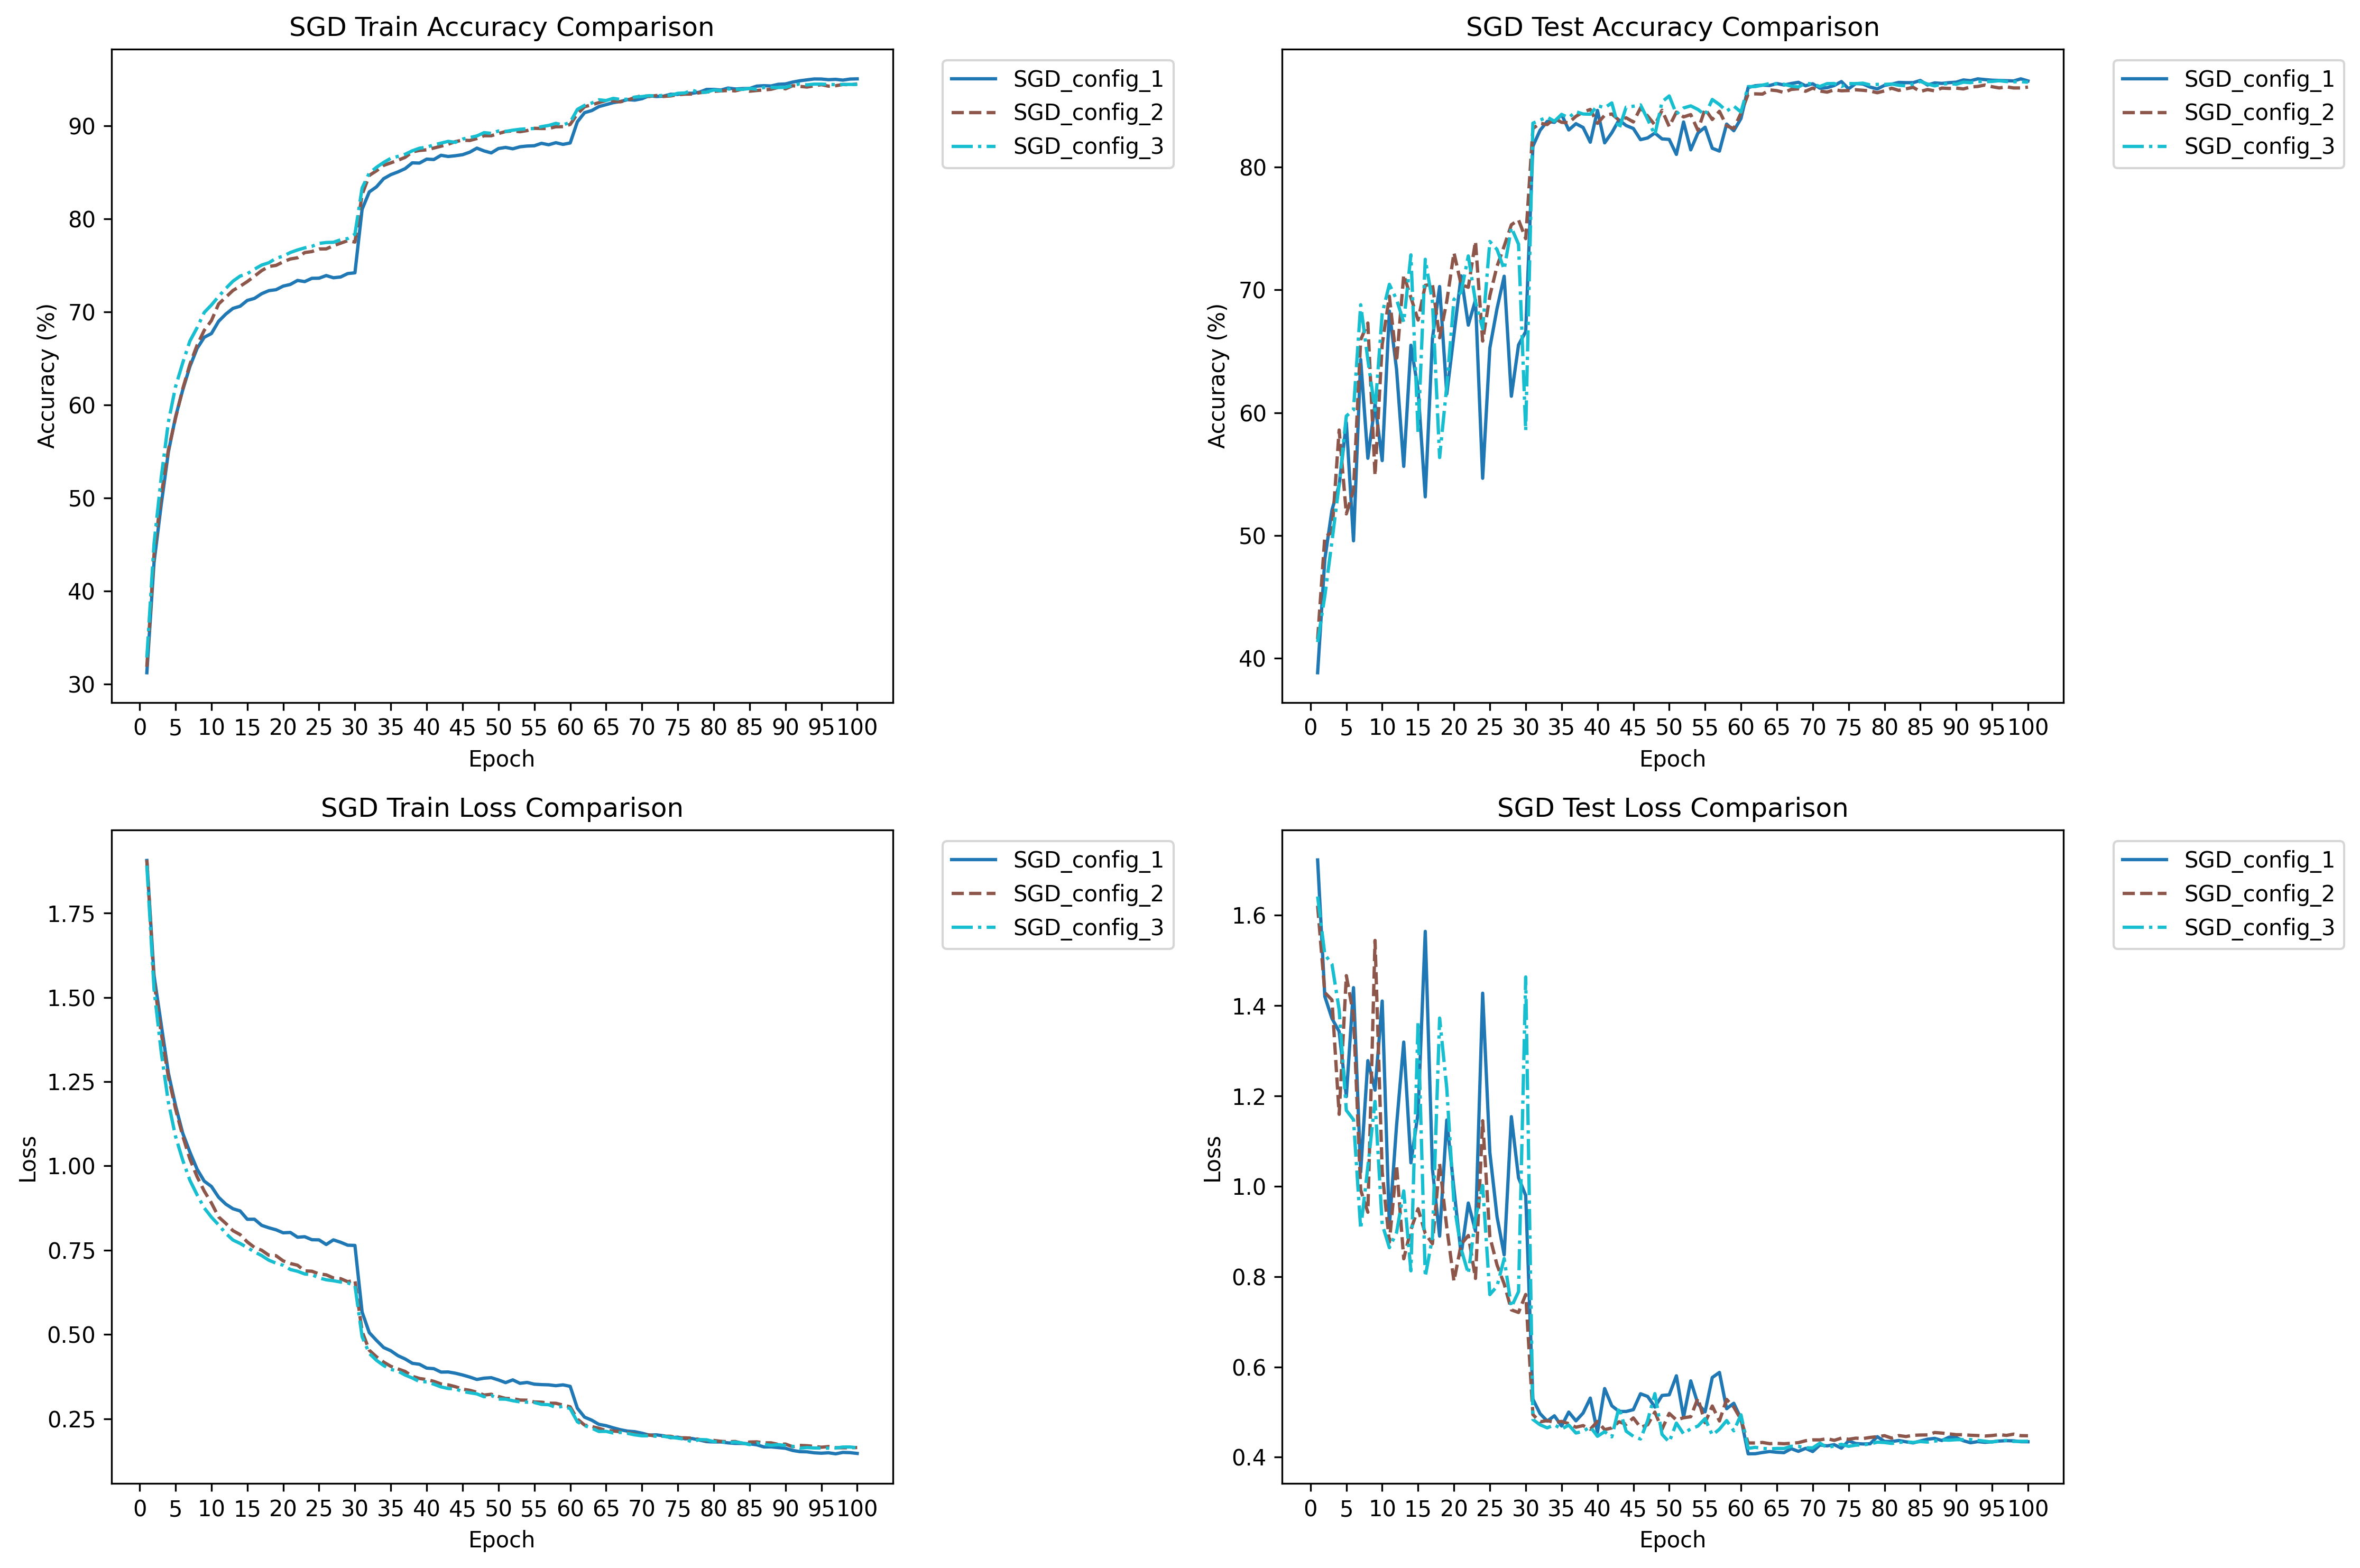 SGD Train Accuracy Comparison
Accuracy (%)
90
80
70
60
50
40
30
0 5 10 15 20 25 30 35 40 45 50 55 60 65 70 75 80 85 90 95 100
Epoch
SGD_config_1
SGD_config_2
SGD_config_3
SGD Test Accuracy Comparison
Accuracy (%)
80
70
60
50
40
0 5 10 15 20 25 30 35 40 45 50 55 60 65 70 75 80 85 90 95 100
Epoch
SGD_config_1
SGD_config_2
SGD_config_3
SGD Train Loss Comparison
Loss
1.75
1.50
1.25
1.00
0.75
0.50
0.25
0 5 10 15 20 25 30 35 40 45 50 55 60 65 70 75 80 85 90 95 100
Epoch
SGD_config_1
SGD_config_2
SGD_config_3
SGD Test Loss Comparison
Loss
1.6
1.4
1.2
1.0
0.8
0.6
0.4
0 5 10 15 20 25 30 35 40 45 50 55 60 65 70 75 80 85 90 95 100
Epoch
SGD_config_1
SGD_config_2
SGD_config_3